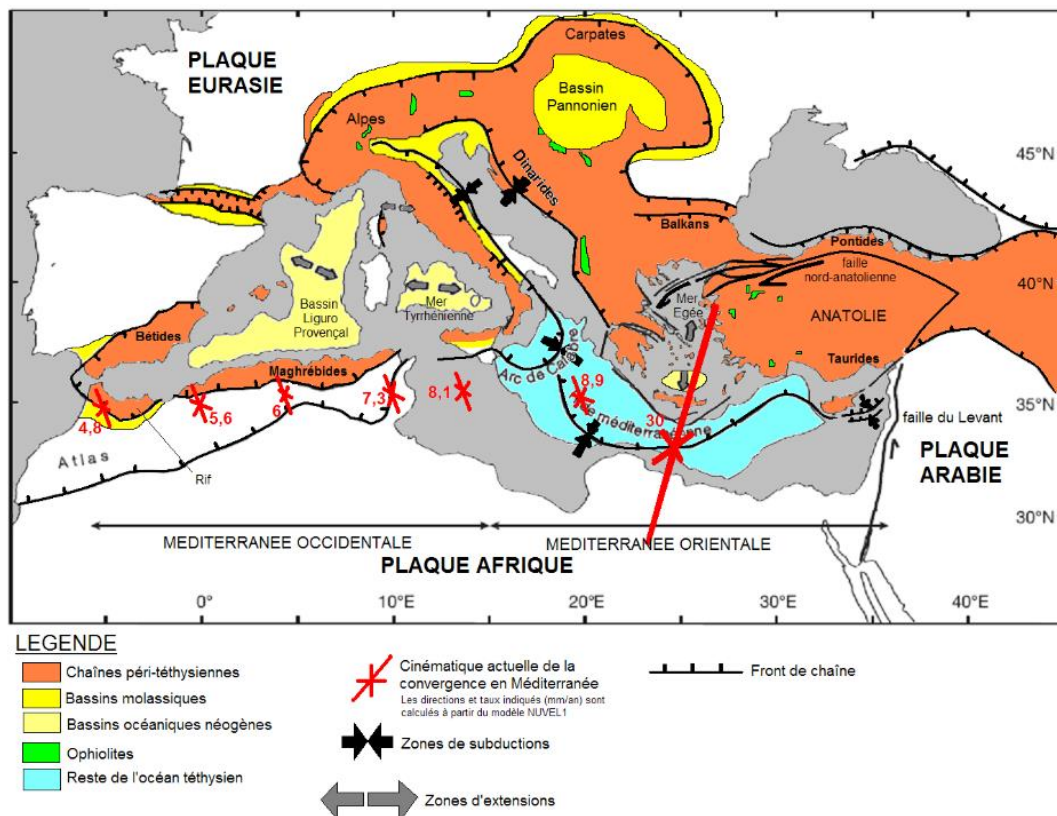 Carpates
PLAQUE
EURASIE
Bassin
Pannonien
Alpes
45°N
Dinarides
Balkans
Pontides
faille
nord-anatolienne
40°N
Mer
Egée
ANATOLIE
Bassin
Liguro
Provençal
Mer
Tyrrhénienne
Bétides
Taurides
Maghrébides
Arc de Calabre
8,9
8,1
7,3
6
5,6
4,8
30
méditerranéenne
35°N
faille du Levant
Atlas
Rif
PLAQUE
ARABIE
30°N
MEDITERRANEE OCCIDENTALE
MEDITERRANEE ORIENTALE
PLAQUE AFRIQUE
0°
10°E
20°E
30°E
40°E
LEGENDE
Chaînes péri-téthysiennes
Bassins molassiques
Bassins océaniques néogènes
Ophiolites
Reste de l'océan téthysien
Cinématique actuelle de la
convergence en Méditerranée
Les directions et taux indiqués (mm/an) sont
calculés à partir du modèle NUVEL1
Zones de subductions
Zones d'extensions
Front de chaîne